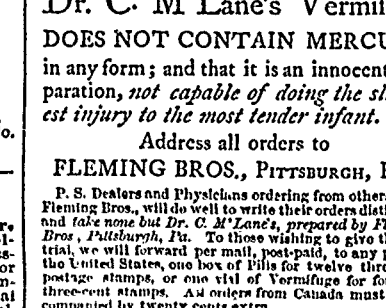 Dr. C. M'Lane's Vermif
DOES NOT CONTAIN MERCU
in any form; and that it is an innocent
paration, not capable of doing the sl
est injury to the most tender infant.
Address all orders to
FLEMING BROS., PITTSBURGH, P
P. S. Dealers and Physicians ordering from others
Fleming Bros., will do well to write their orders disti
and take none but Dr. C. M'Lane's, prepared by Fl
Bros, Pittsburgh, Pa. To those wishing to give th
trial, we will forward per mail, post-paid, to any p
the United States, one box of Pills for twelve thre
postage stamps, or one vial of Vermifuge for fo
three-cent stamps. All orders from Canada must
companied by twenty cents extra